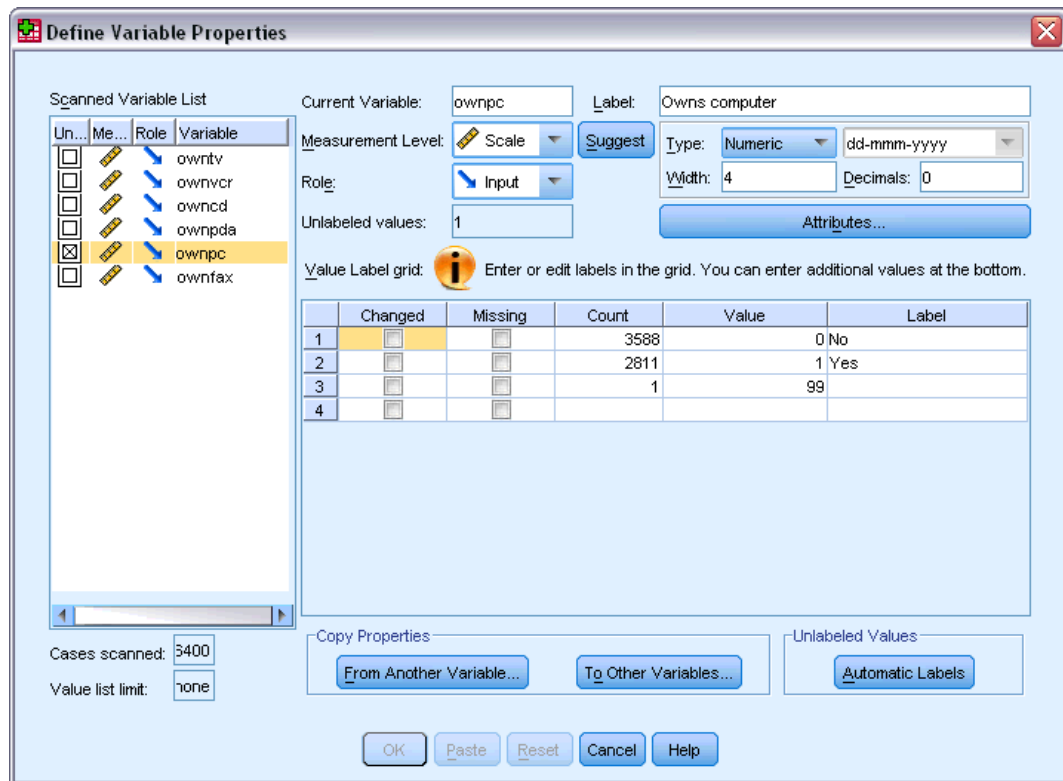 Define Variable Properties
Scanned Variable List
Un... Me... Role Variable
owntv
ownvcr
owncd
ownpda
ownpc
ownfax
Cases scanned: 6400
Value list limit: none
Current Variable: ownpc Label: Owns computer
Measurement Level: Scale Suggest Type: Numeric dd-mmm-yyyy
Role: Input Width: 4 Decimals: 0
Unlabeled values: 1 Attributes...
Value Label grid: i Enter or edit labels in the grid. You can enter additional values at the bottom.
Changed Missing Count Value Label
1 3588 0 No
2 2811 1 Yes
3 1 99
4
Copy Properties
From Another Variable... To Other Variables...
Unlabeled Values
Automatic Labels
OK Paste Reset Cancel Help